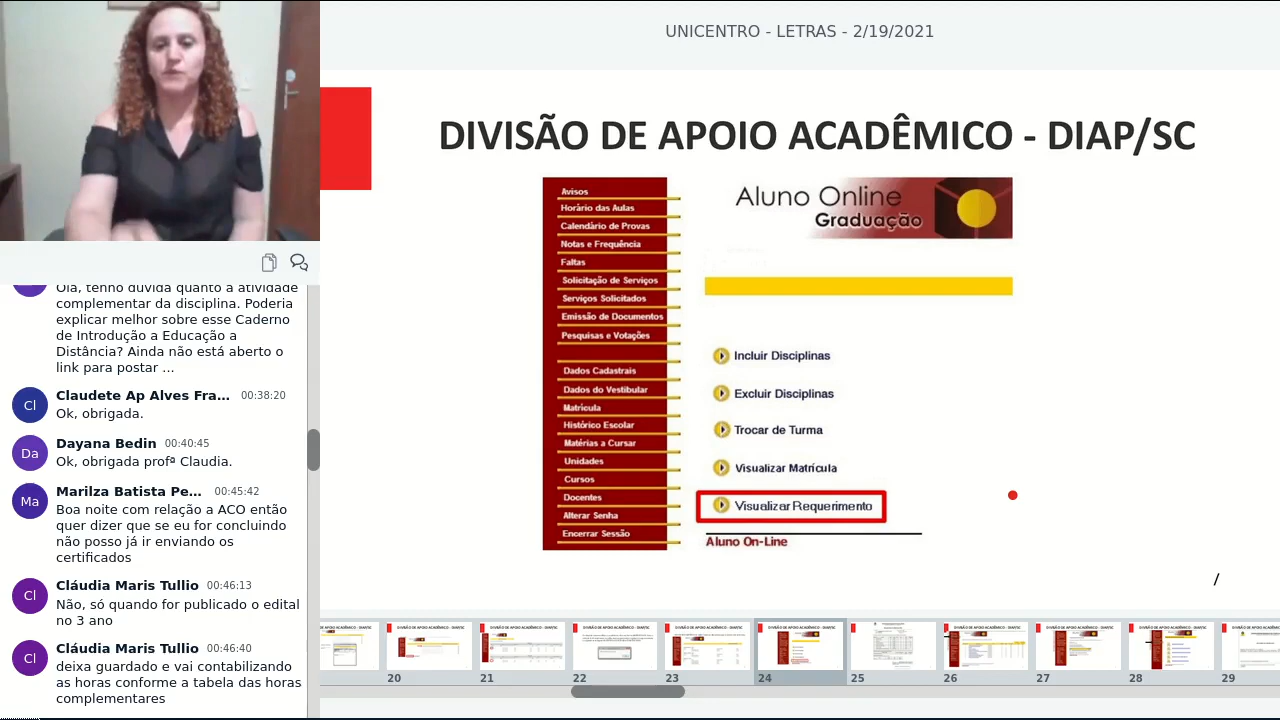 UNICENTRO - LETRAS - 2/19/2021
DIVISÃO DE APOIO ACADÊMICO - DIAP/SC
Avisos
Horário das Aulas
Calendário de Provas
Notas e Frequência
Faltas
Solicitação de Serviços
Serviços Solicitados
Emissão de Documentos
Pesquisas e Votações
Dados Cadastrais
Dados do Vestibular
Matrícula
Histórico Escolar
Matérias a Cursar
Unidades
Cursos
Docentes
Alterar Senha
Encerrar Sessão
Aluno Online
Graduação
Incluir Disciplinas
Excluir Disciplinas
Trocar de Turma
Visualizar Matrícula
Visualizar Requerimento
Aluno On-Line
/
Olá, tenho dúvida quanto a atividade
complementar da disciplina. Poderia
explicar melhor sobre esse Caderno
de Introdução a Educação a
Distância? Ainda não está aberto o
link para postar ...
Cl
Claudete Ap Alves Fra... 00:38:20
Ok, obrigada.
Da
Dayana Bedin 00:40:45
Ok, obrigada profª Claudia.
Ma
Marilza Batista Pe... 00:45:42
Boa noite com relação a ACO então
quer dizer que se eu for concluindo
não posso já ir enviando os
certificados
Cl
Cláudia Maris Tullio 00:46:13
Não, só quando for publicado o edital
no 3 ano
Cl
Cláudia Maris Tullio 00:46:40
deixa guardado e vai contabilizando
as horas conforme a tabela das horas
complementares
20
21
22
23
24
25
26
27
28
29